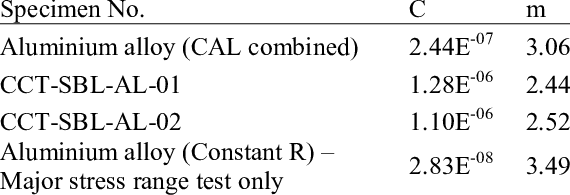 Specimen No. C m
Aluminium alloy (CAL combined) 2.44E⁻⁰⁷ 3.06
CCT-SBL-AL-01 1.28E⁻⁰⁶ 2.44
CCT-SBL-AL-02 1.10E⁻⁰⁶ 2.52
Aluminium alloy (Constant R) – 2.83E⁻⁰⁸ 3.49
Major stress range test only